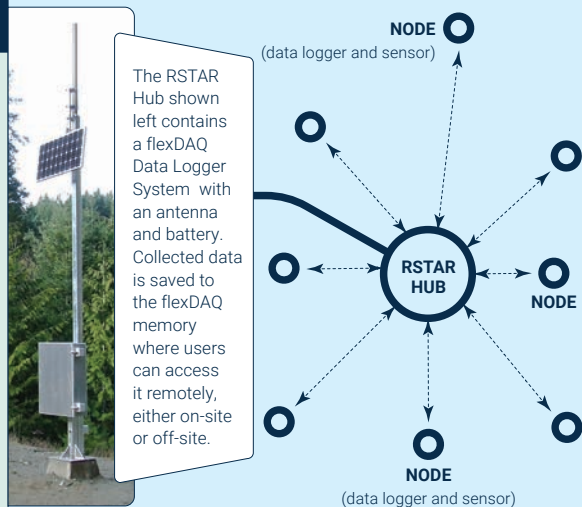 The RSTAR
Hub shown
left contains
a flexDAQ
Data Logger
System with
an antenna
and battery.
Collected data
is saved to
the flexDAQ
memory
where users
can access
it remotely,
either on-site
or off-site.
NODE
(data logger and sensor)
RSTAR
HUB
NODE
NODE
(data logger and sensor)